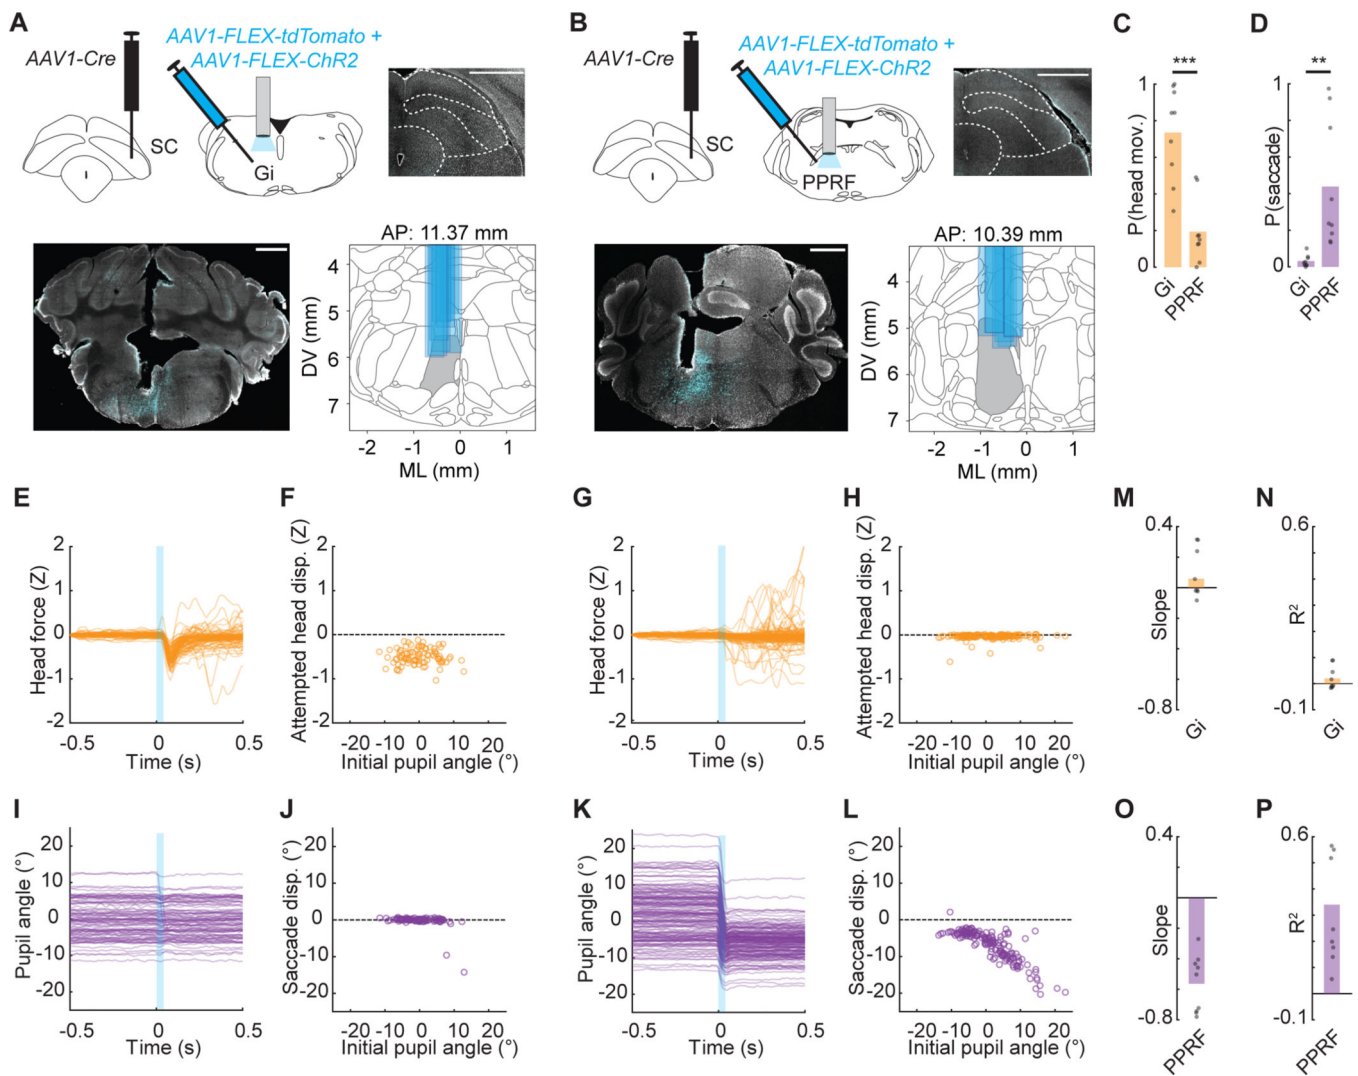 A
AAV1-Cre
AAV1-FLEX-tdTomato +
AAV1-FLEX-ChR2
SC
Gi
AP: 11.37 mm
4
5
6
7
DV (mm)
-2 -1 0 1
ML (mm)
B
AAV1-Cre
AAV1-FLEX-tdTomato +
AAV1-FLEX-ChR2
SC
PPRF
AP: 10.39 mm
4
5
6
7
DV (mm)
-2 -1 0 1
ML (mm)
C
***
1
0
P(head mov.)
Gi
PPRF
D
**
1
0
P(saccade)
Gi
PPRF
E
2
1
0
-1
-2
Head force (Z)
-0.5 0 0.5
Time (s)
F
2
1
0
-1
-2
Attempted head disp. (Z)
-20 -10 0 10 20
Initial pupil angle (°)
G
2
1
0
-1
-2
Head force (Z)
-0.5 0 0.5
Time (s)
H
2
1
0
-1
-2
Attempted head disp. (Z)
-20 -10 0 10 20
Initial pupil angle (°)
M
0.4
-0.8
Slope
Gi
N
0.6
-0.1
R²
Gi
I
20
10
0
-10
-20
Pupil angle (°)
-0.5 0 0.5
Time (s)
J
20
10
0
-10
-20
Saccade disp. (°)
-20 -10 0 10 20
Initial pupil angle (°)
K
20
10
0
-10
-20
Pupil angle (°)
-0.5 0 0.5
Time (s)
L
20
10
0
-10
-20
Saccade disp. (°)
-20 -10 0 10 20
Initial pupil angle (°)
O
0.4
-0.8
Slope
PPRF
P
0.6
-0.1
R²
PPRF